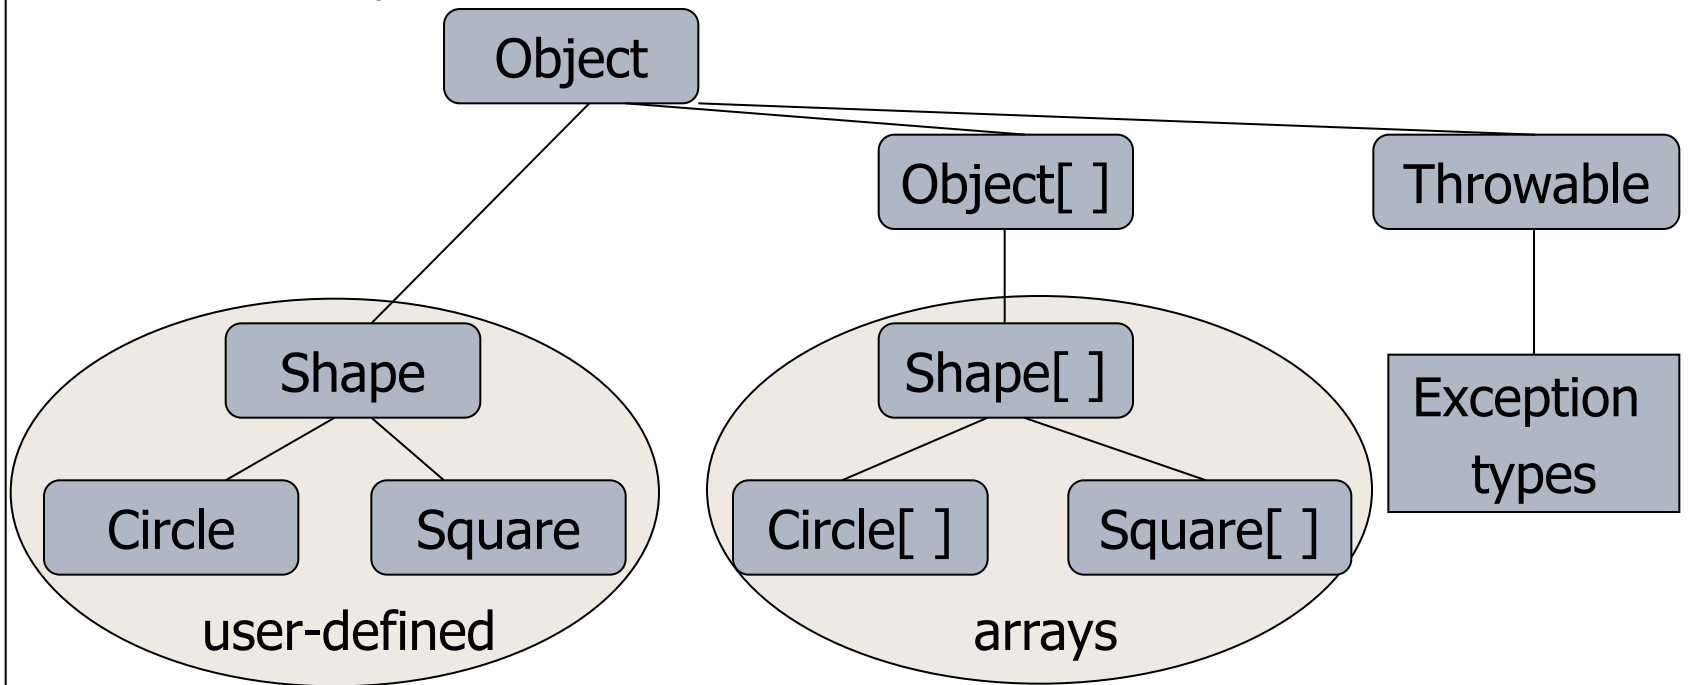 Object
Object[ ]
Throwable
Shape
Shape[ ]
Exception
types
Circle
Square
Circle[ ]
Square[ ]
user-defined
arrays